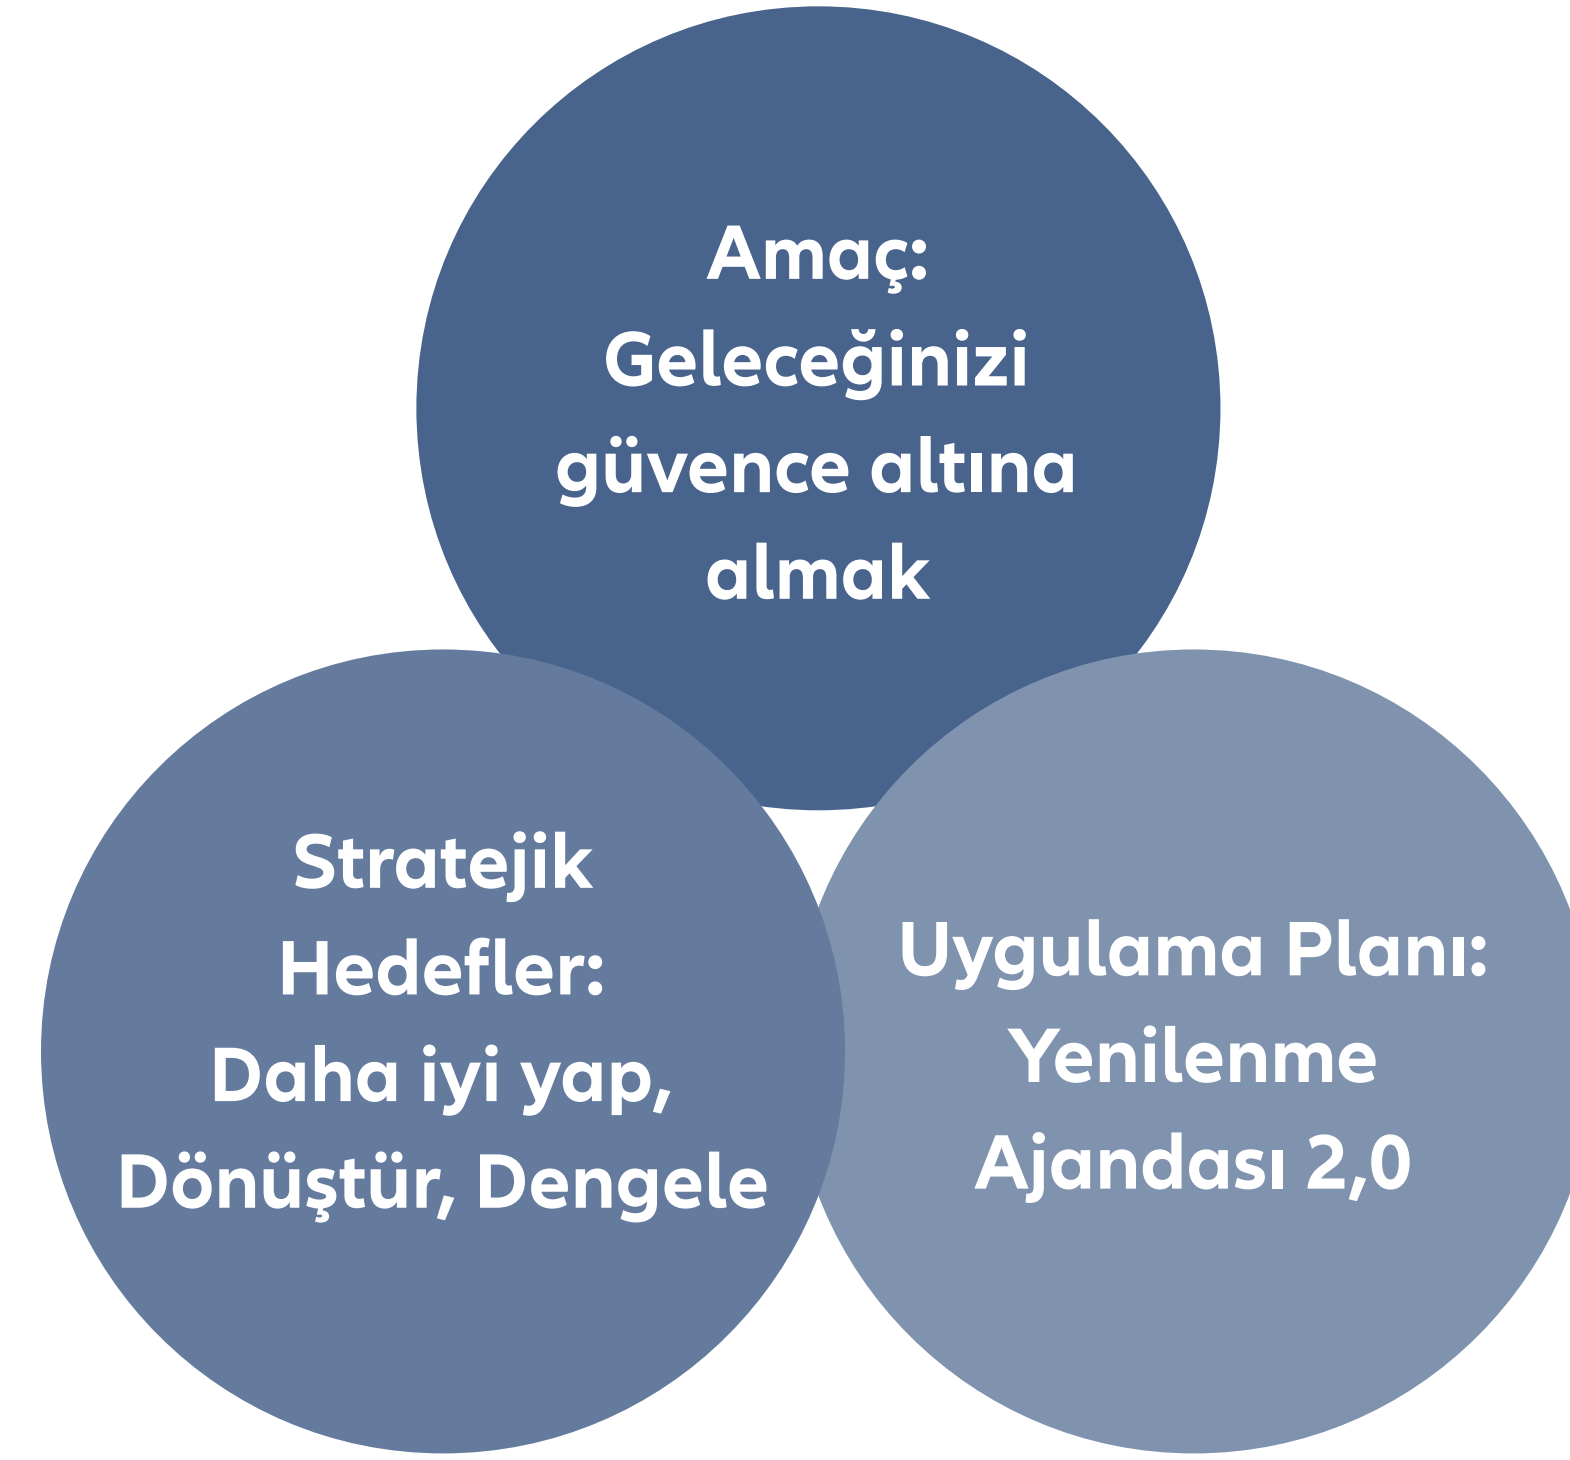 Amaç:
Geleceğinizi
güvence altına
almak
Stratejik
Hedefler:
Daha iyi yap,
Dönüştür, Dengele
Uygulama Planı:
Yenilenme
Ajandası 2,0